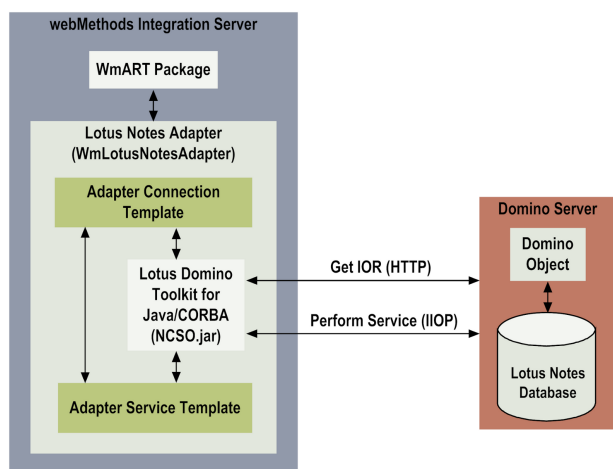 webMethods Integration Server
WmART Package
Lotus Notes Adapter
(WmLotusNotesAdapter)
Adapter Connection
Template
Lotus Domino
Toolkit for
Java/CORBA
(NCSO.jar)
Adapter Service Template
Get IOR (HTTP)
Perform Service (IIOP)
Domino Server
Domino
Object
Lotus Notes
Database